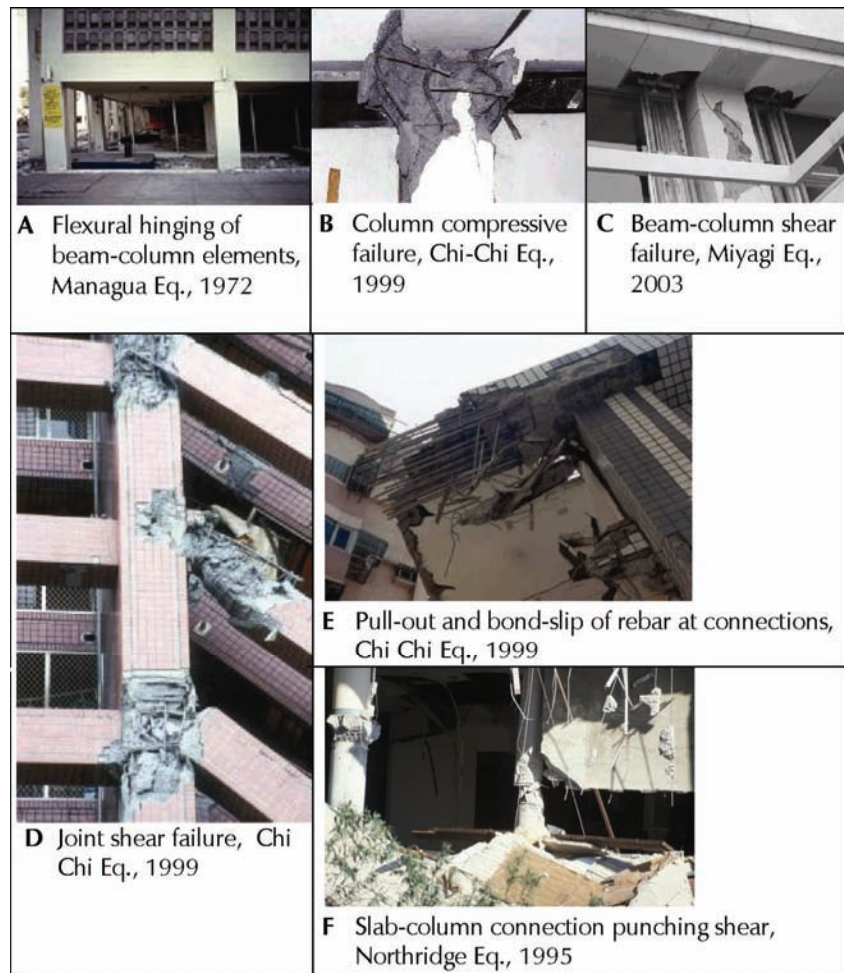 A Flexural hinging of
beam-column elements,
Managua Eq., 1972
B Column compressive
failure, Chi-Chi Eq.,
1999
C Beam-column shear
failure, Miyagi Eq.,
2003
D Joint shear failure, Chi
Chi Eq., 1999
E Pull-out and bond-slip of rebar at connections,
Chi Chi Eq., 1999
F Slab-column connection punching shear,
Northridge Eq., 1995